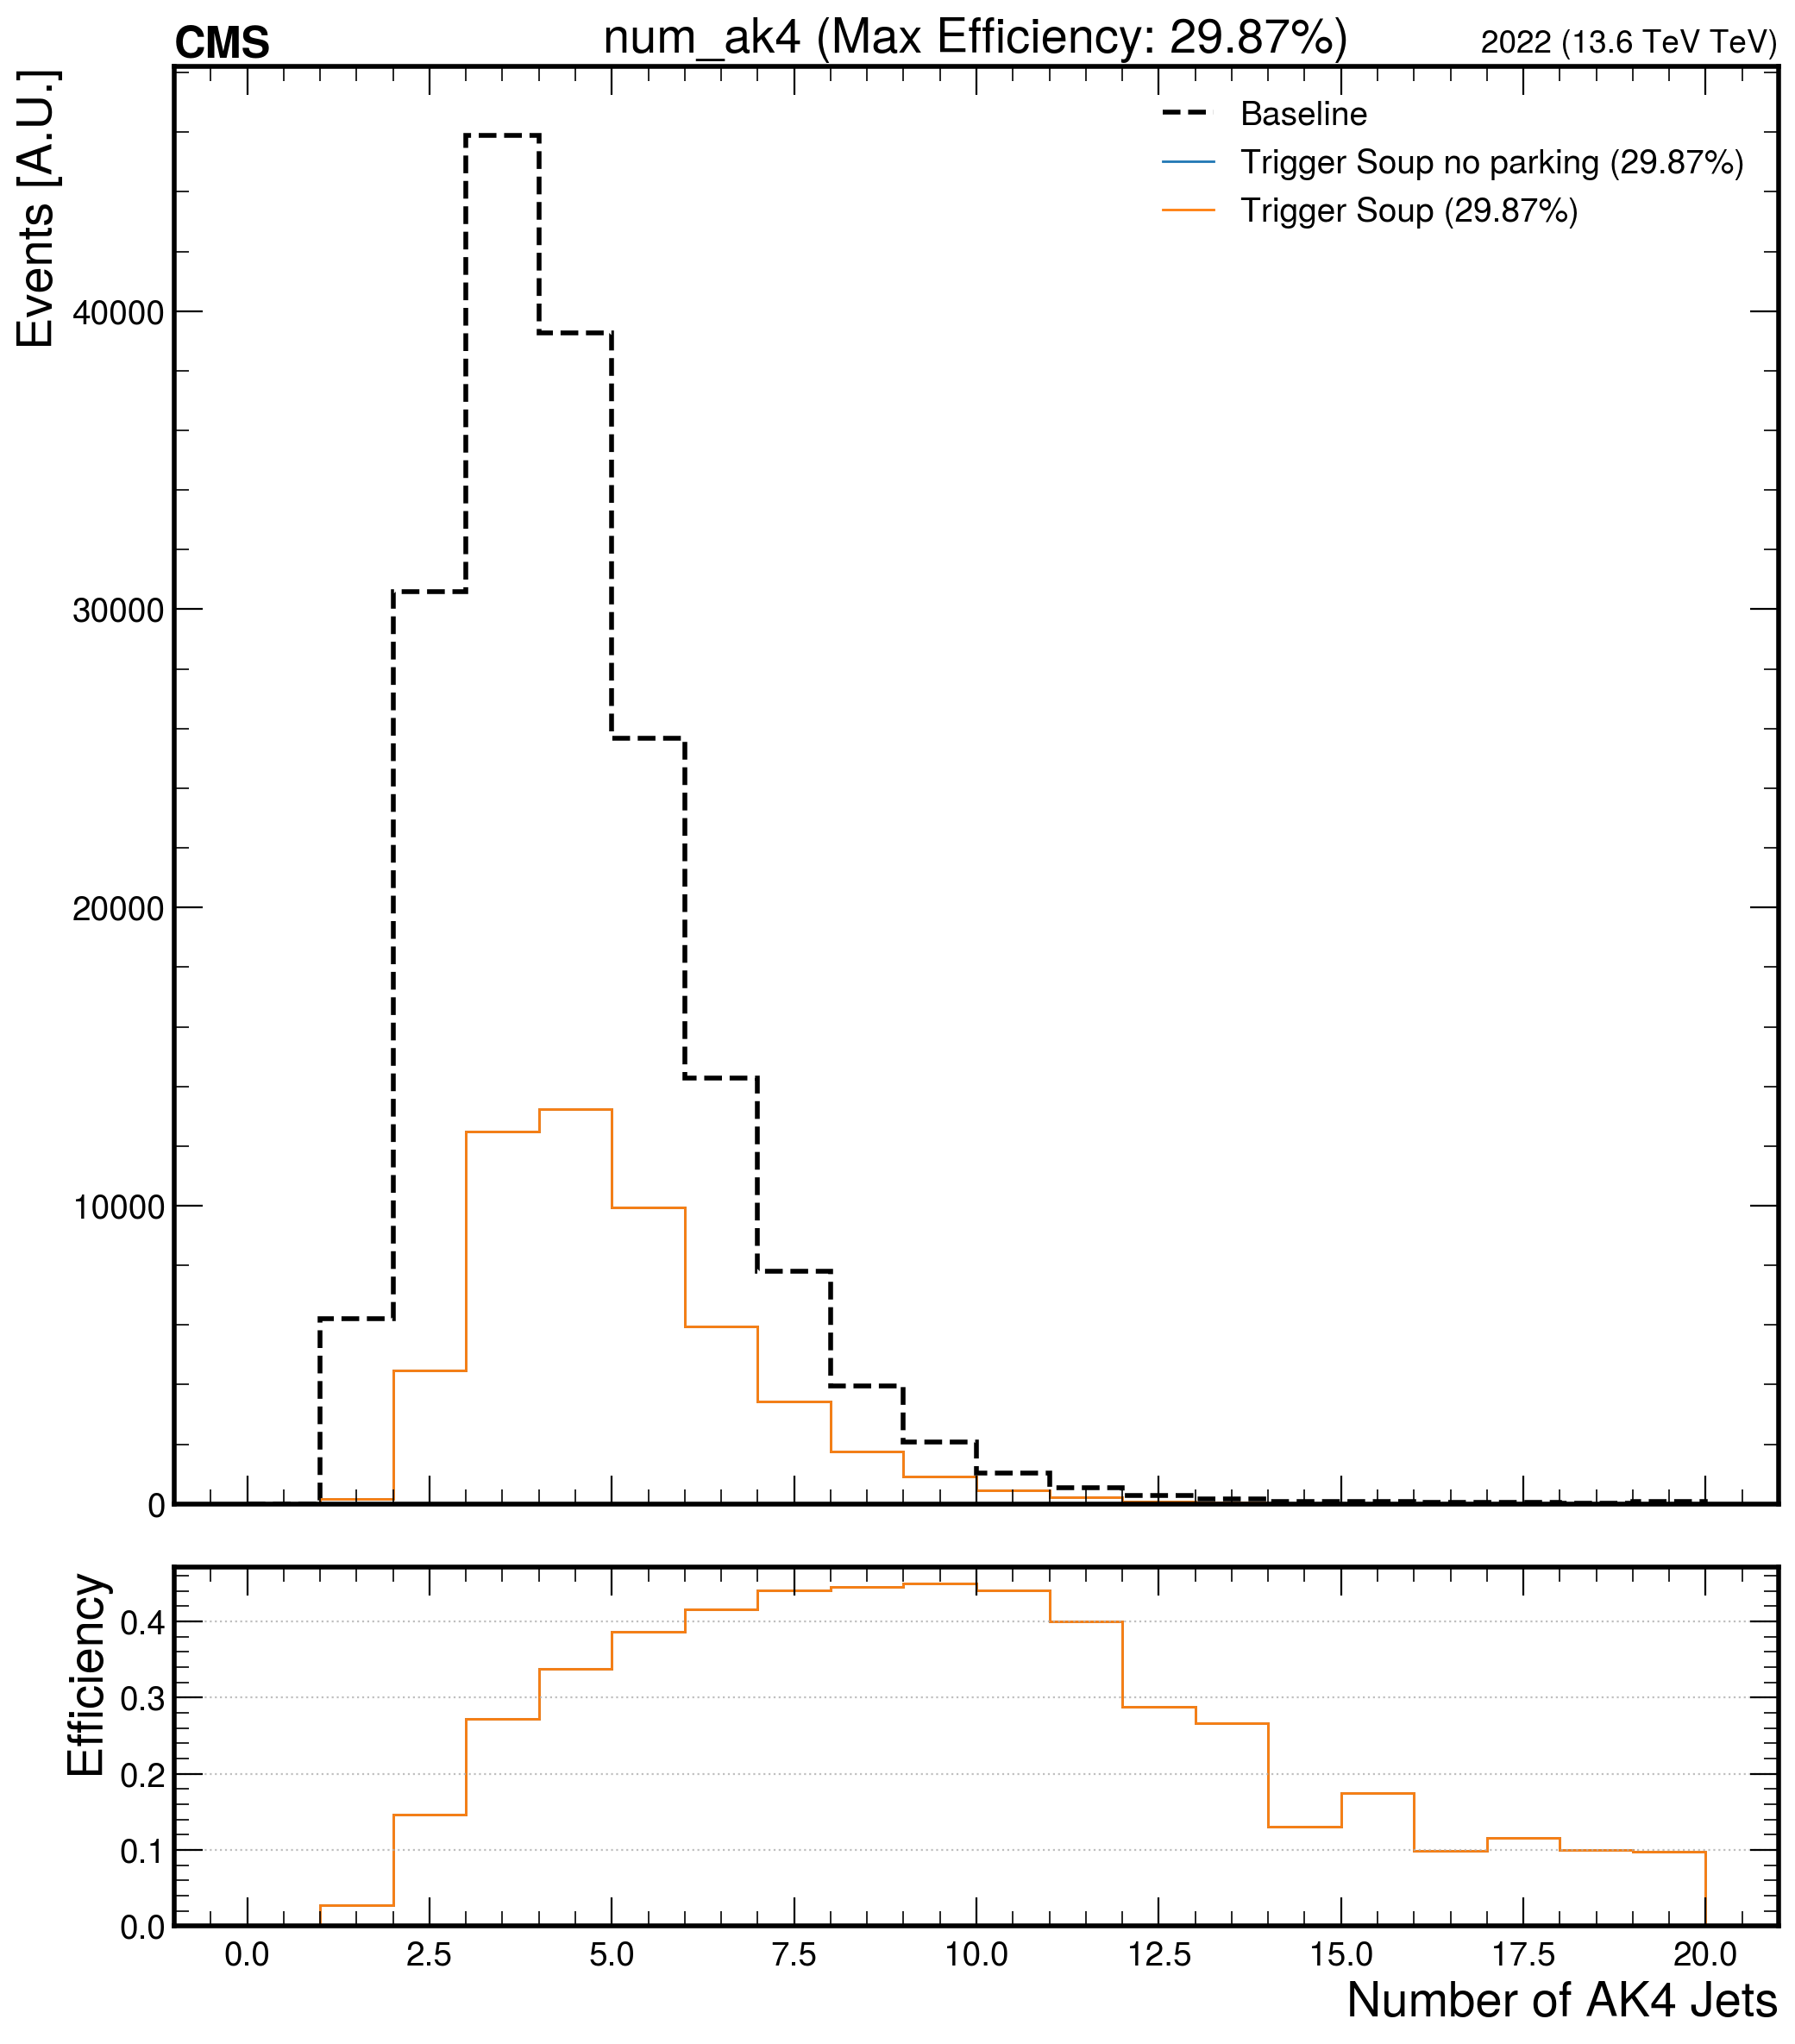 CMS num_ak4 (Max Efficiency: 29.87%) 2022 (13.6 TeV TeV)
Events [A.U.]
Baseline
Trigger Soup no parking (29.87%)
Trigger Soup (29.87%)
40000
30000
20000
10000
0
Efficiency
0.4
0.3
0.2
0.1
0.0
0.0 2.5 5.0 7.5 10.0 12.5 15.0 17.5 20.0
Number of AK4 Jets